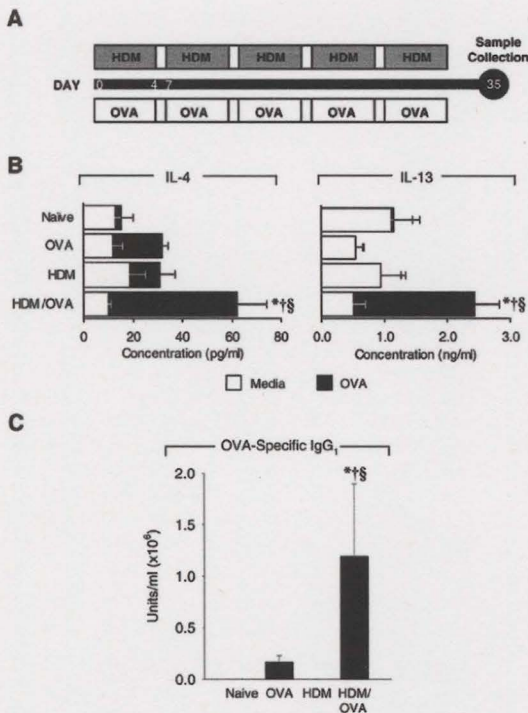 A
Sample
Collection
HDM HDM HDM HDM HDM
DAY 0 4 7 35
OVA OVA OVA OVA OVA
B
IL-4 IL-13
Naïve
OVA
HDM
HDM/OVA *†§ *†§
0 20 40 60 80 0.0 1.0 2.0 3.0
Concentration (pg/ml) Concentration (ng/ml)
Media OVA
C
OVA-Specific IgG1
*†§
2.0
1.5
1.0
0.5
0.0
Units/ml (x10⁶)
Naive OVA HDM HDM/
OVA